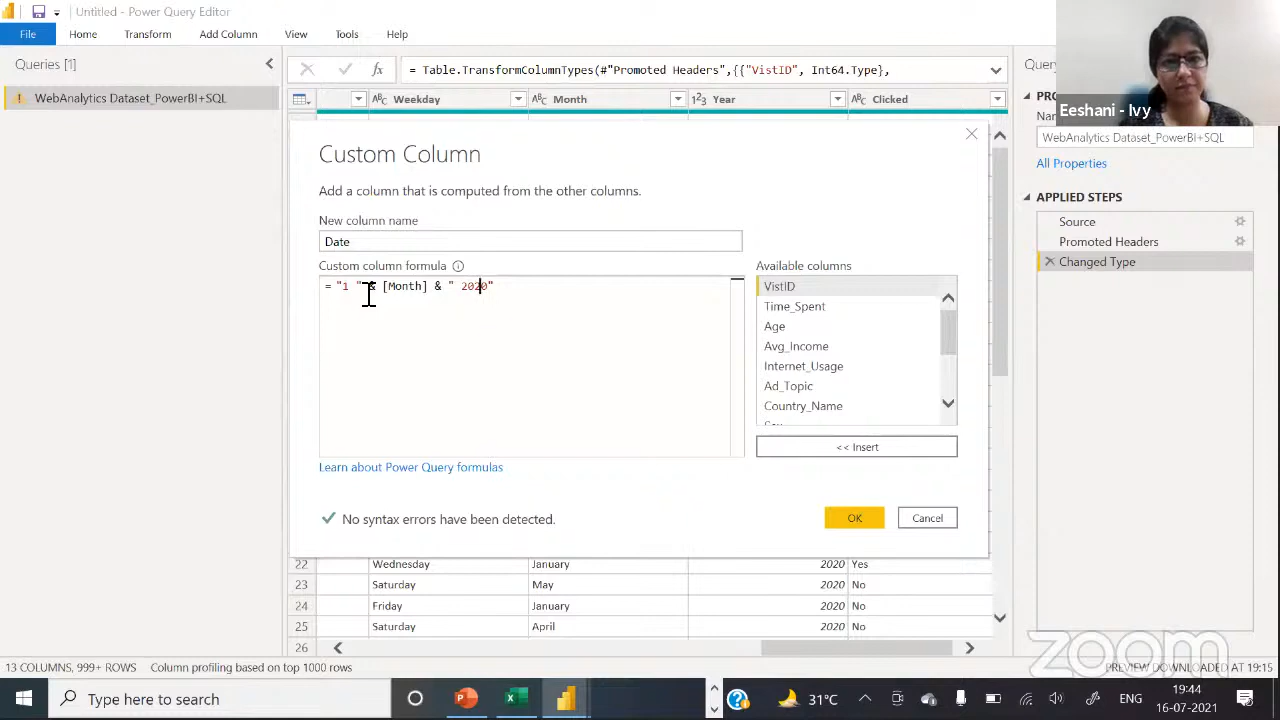 Untitled - Power Query Editor
File Home Transform Add Column View Tools Help
Queries [1]
WebAnalytics Dataset_PowerBI+SQL
= Table.TransformColumnTypes(#"Promoted Headers",{{"VistID", Int64.Type},
ABC Weekday ABC Month 123 Year ABC Clicked
Custom Column
Add a column that is computed from the other columns.
New column name
Date
Custom column formula
= "1 " & [Month] & " 2020"
Available columns
VistID
Time_Spent
Age
Avg_Income
Internet_Usage
Ad_Topic
Country_Name
<< Insert
Learn about Power Query formulas
No syntax errors have been detected.
OK Cancel
22 Wednesday January 2020 Yes
23 Saturday May 2020 No
24 Friday January 2020 No
25 Saturday April 2020 No
26
Eeshani - Ivy
WebAnalytics Dataset_PowerBI+SQL
All Properties
APPLIED STEPS
Source
Promoted Headers
Changed Type
zoom
13 COLUMNS, 999+ ROWS Column profiling based on top 1000 rows
PREVIEW DOWNLOADED AT 19:15
Type here to search
31°C
ENG
19:44
16-07-2021